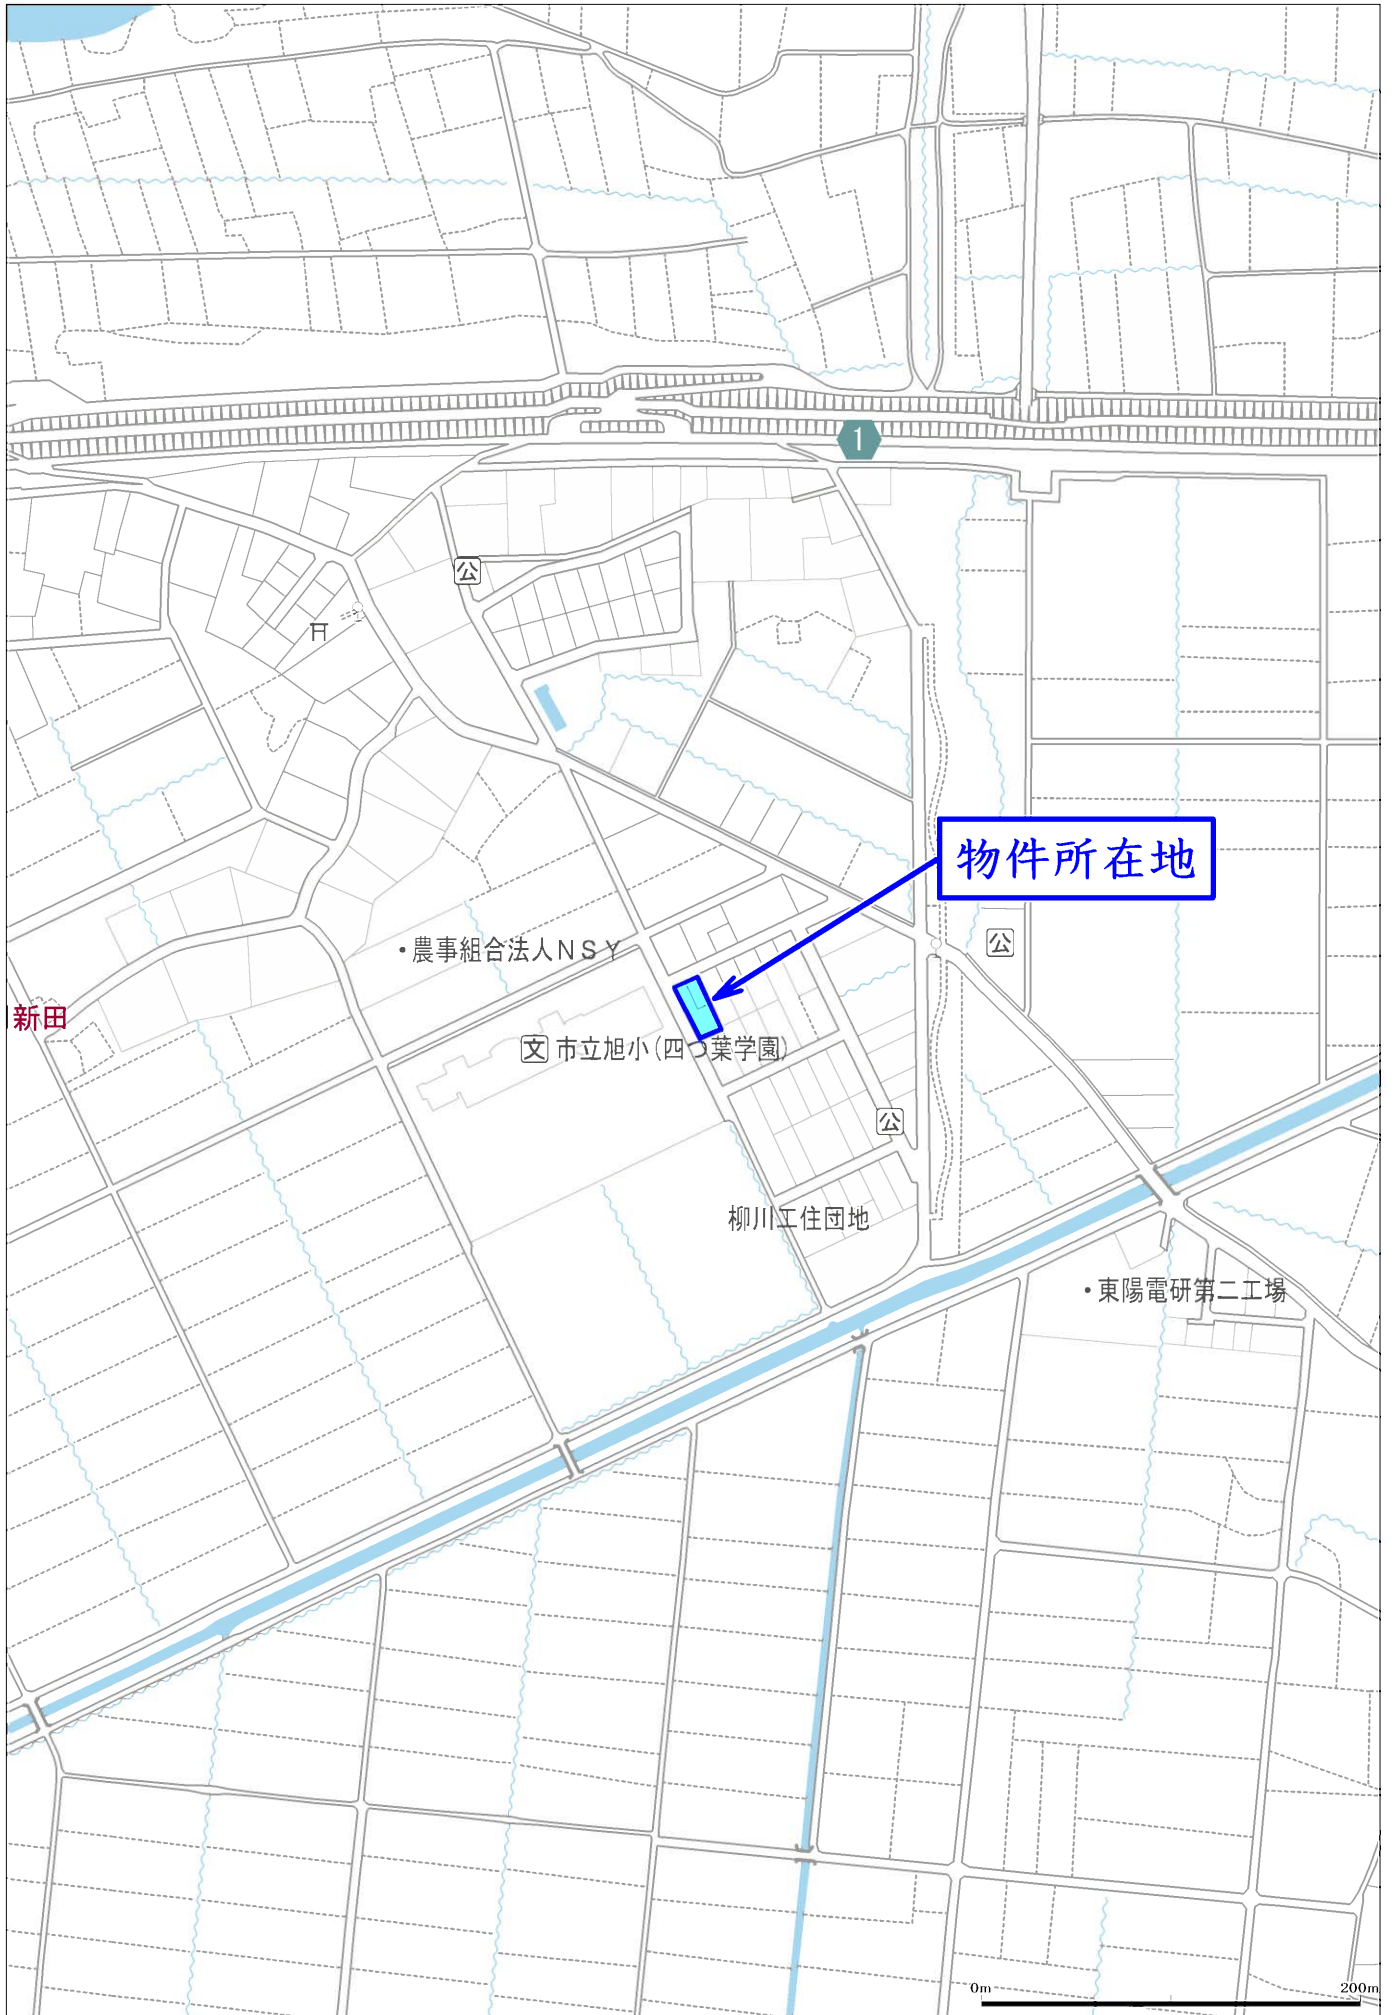 1
公
物件所在地
公
・農事組合法人NSY
新田
文 市立旭小(四つ葉学園)
公
柳川工住団地
・東陽電研第二工場
0m 200m